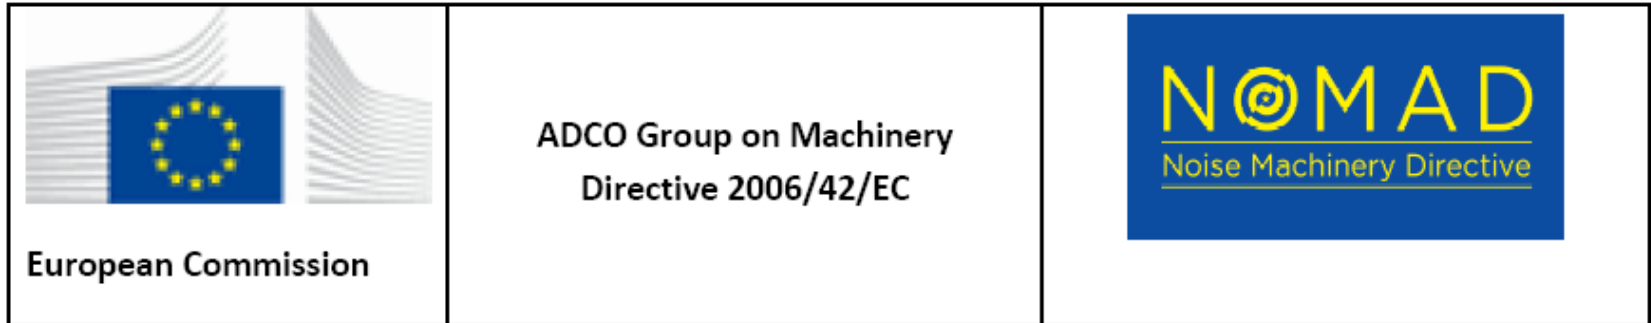 European Commission
ADCO Group on Machinery
Directive 2006/42/EC
NOMAD
Noise Machinery Directive